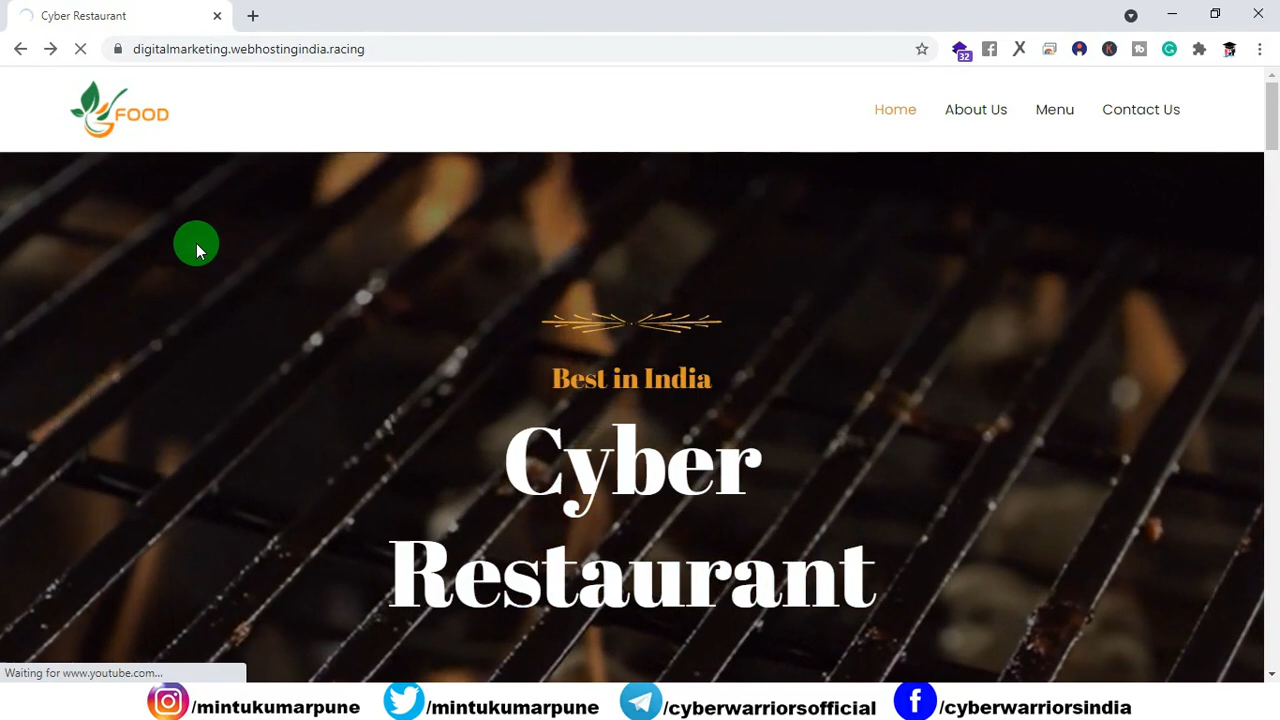 Cyber Restaurant
digitalmarketing.webhostingindia.racing
32
FOOD
Home
About Us
Menu
Contact Us
Best in India
Cyber
Restaurant
Waiting for www.youtube.com...
/mintukumarpune
/mintukumarpune
/cyberwarriorsofficial
/cyberwarriorsindia